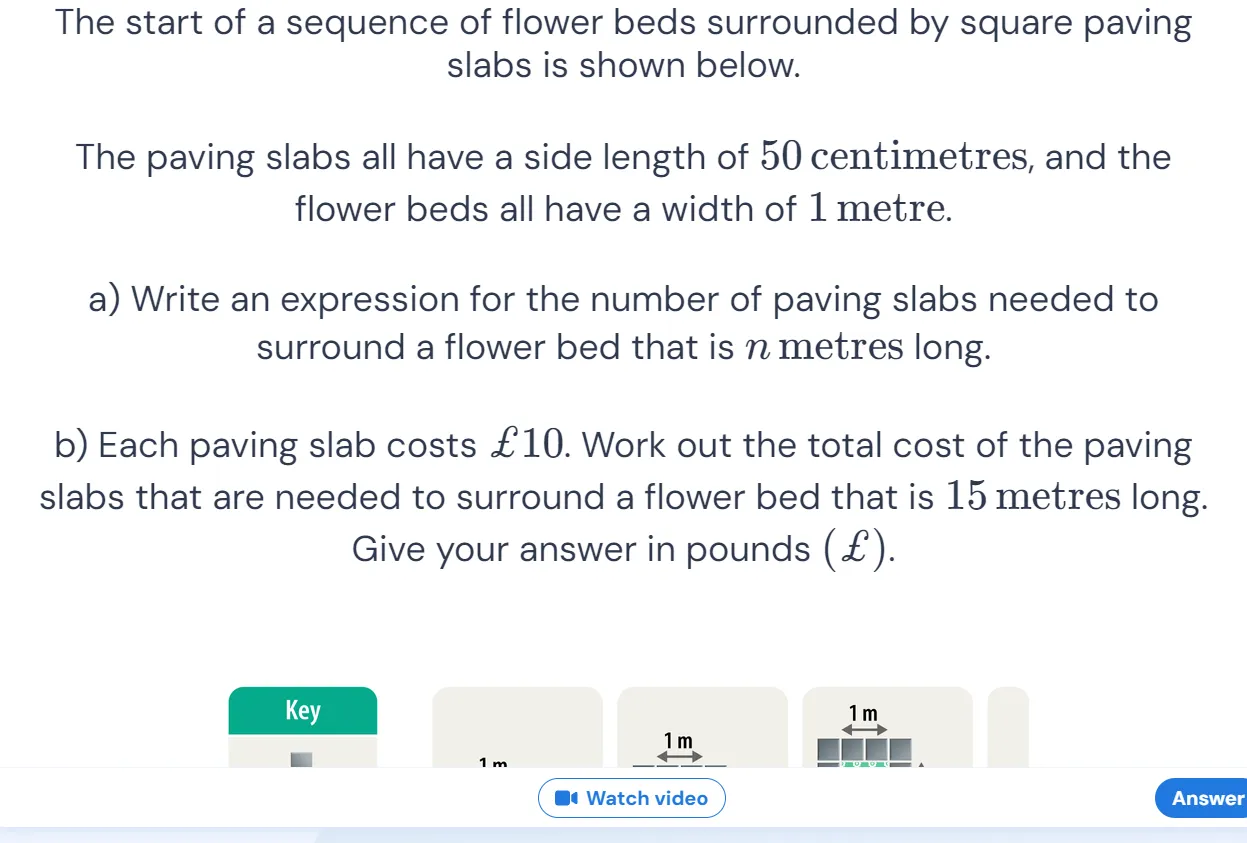 The start of a sequence of flower beds surrounded by square paving
slabs is shown below.
The paving slabs all have a side length of 50 centimetres, and the
flower beds all have a width of 1 metre.
a) Write an expression for the number of paving slabs needed to
surround a flower bed that is n metres long.
b) Each paving slab costs £10. Work out the total cost of the paving
slabs that are needed to surround a flower bed that is 15 metres long.
Give your answer in pounds (£).
Key
1 m
1 m
1 m
Watch video
Answer